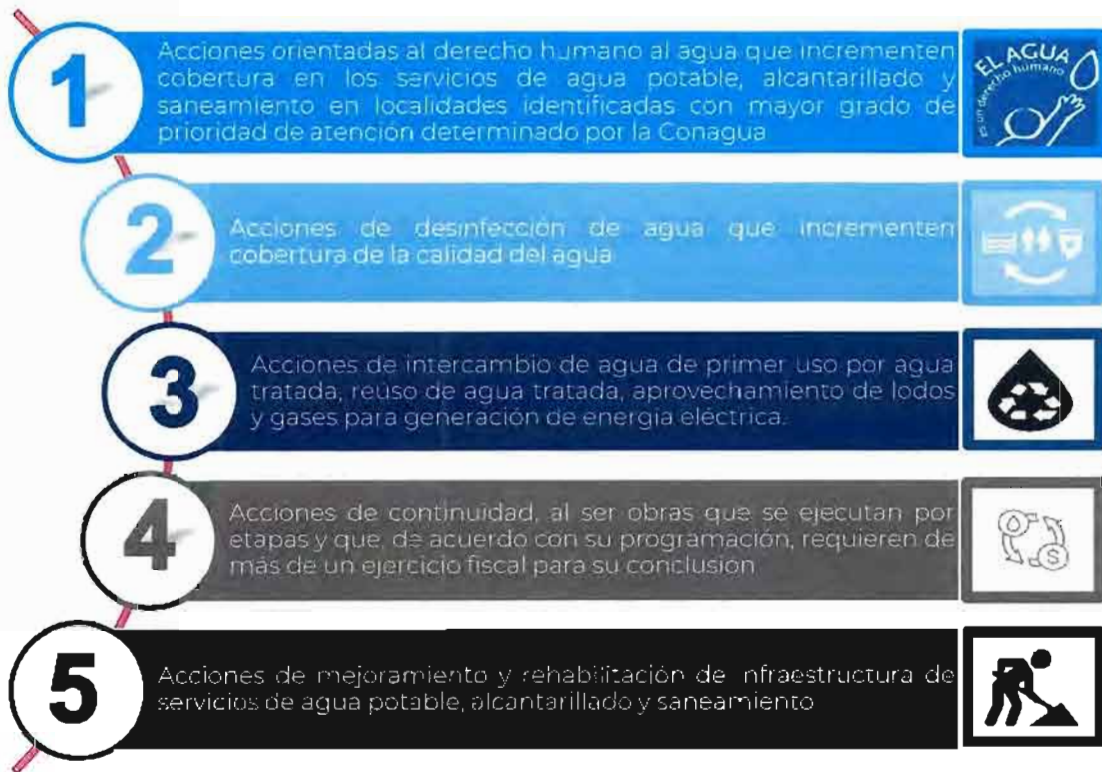 1
Acciones orientadas al derecho humano al agua que incrementen
cobertura en los servicios de agua potable, alcantarillado y
saneamiento en localidades identificadas con mayor grado de
prioridad de atención determinado por la Conagua
EL AGUA
es un derecho humano
2
Acciones de desinfección de agua que incrementen
cobertura de la calidad del agua
3
Acciones de intercambio de agua de primer uso por agua
tratada, reúso de agua tratada, aprovechamiento de lodos
y gases para generación de energía eléctrica.
4
Acciones de continuidad, al ser obras que se ejecutan por
etapas y que, de acuerdo con su programación, requieren de
más de un ejercicio fiscal para su conclusion
$
5
Acciones de mejoramiento y rehabilitación de nfraestructura de
servicios de agua potable, alcantarillado y saneamiento